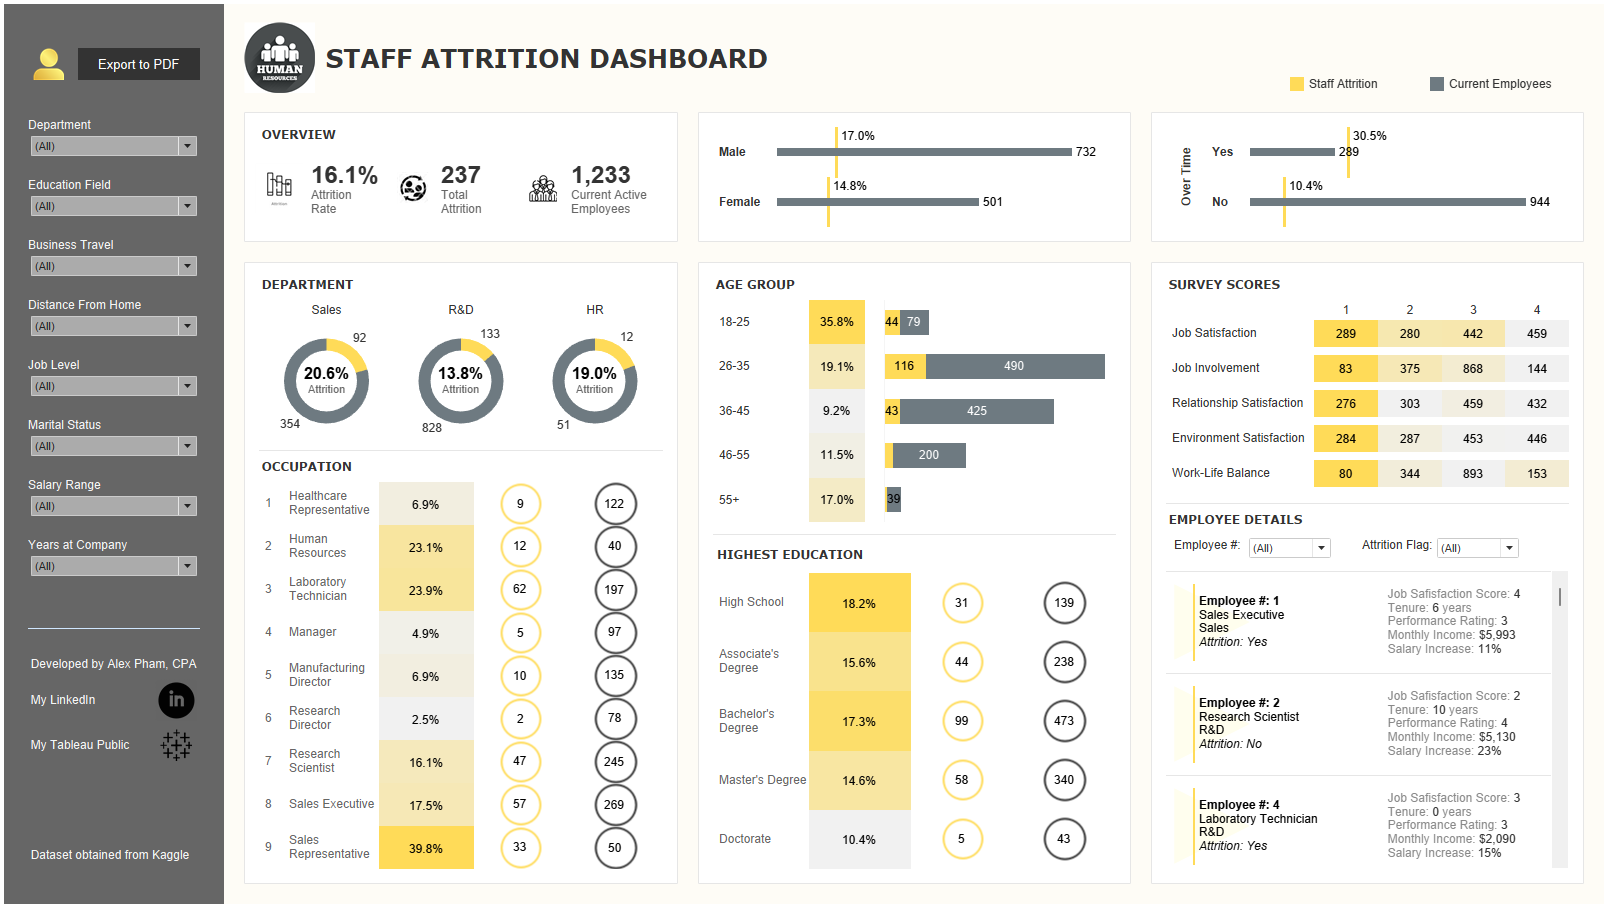 Export to PDF
Department
(All)
Education Field
(All)
Business Travel
(All)
Distance From Home
(All)
Job Level
(All)
Marital Status
(All)
Salary Range
(All)
Years at Company
(All)
Developed by Alex Pham, CPA
My LinkedIn
in
My Tableau Public
Dataset obtained from Kaggle
HUMAN
RESOURCES
STAFF ATTRITION DASHBOARD
Staff Attrition
Current Employees
OVERVIEW
16.1%
Attrition
Rate
237
Total
Attrition
1,233
Current Active
Employees
Male
17.0%
732
Female
14.8%
501
Over Time
Yes
30.5%
289
No
10.4%
944
DEPARTMENT
Sales
92
20.6%
Attrition
354
R&D
133
13.8%
Attrition
828
HR
12
19.0%
Attrition
51
OCCUPATION
1 Healthcare
Representative
6.9% 9 122
2 Human
Resources
23.1% 12 40
3 Laboratory
Technician
23.9% 62 197
4 Manager 4.9% 5 97
5 Manufacturing
Director
6.9% 10 135
6 Research
Director
2.5% 2 78
7 Research
Scientist
16.1% 47 245
8 Sales Executive 17.5% 57 269
9 Sales
Representative
39.8% 33 50
AGE GROUP
18-25 35.8% 44 79
26-35 19.1% 116 490
36-45 9.2% 43 425
46-55 11.5% 200
55+ 17.0% 39
HIGHEST EDUCATION
High School 18.2% 31 139
Associate's
Degree
15.6% 44 238
Bachelor's
Degree
17.3% 99 473
Master's Degree 14.6% 58 340
Doctorate 10.4% 5 43
SURVEY SCORES
1 2 3 4
Job Satisfaction 289 280 442 459
Job Involvement 83 375 868 144
Relationship Satisfaction 276 303 459 432
Environment Satisfaction 284 287 453 446
Work-Life Balance 80 344 893 153
EMPLOYEE DETAILS
Employee #: (All) Attrition Flag: (All)
Employee #: 1
Sales Executive
Sales
Attrition: Yes
Job Safisfaction Score: 4
Tenure: 6 years
Performance Rating: 3
Monthly Income: $5,993
Salary Increase: 11%
Employee #: 2
Research Scientist
R&D
Attrition: No
Job Safisfaction Score: 2
Tenure: 10 years
Performance Rating: 4
Monthly Income: $5,130
Salary Increase: 23%
Employee #: 4
Laboratory Technician
R&D
Attrition: Yes
Job Safisfaction Score: 3
Tenure: 0 years
Performance Rating: 3
Monthly Income: $2,090
Salary Increase: 15%